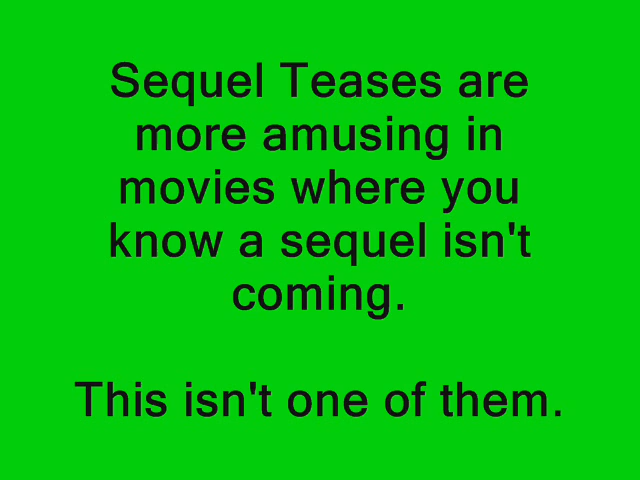 Sequel Teases are
more amusing in
movies where you
know a sequel isn't
coming.
This isn't one of them.